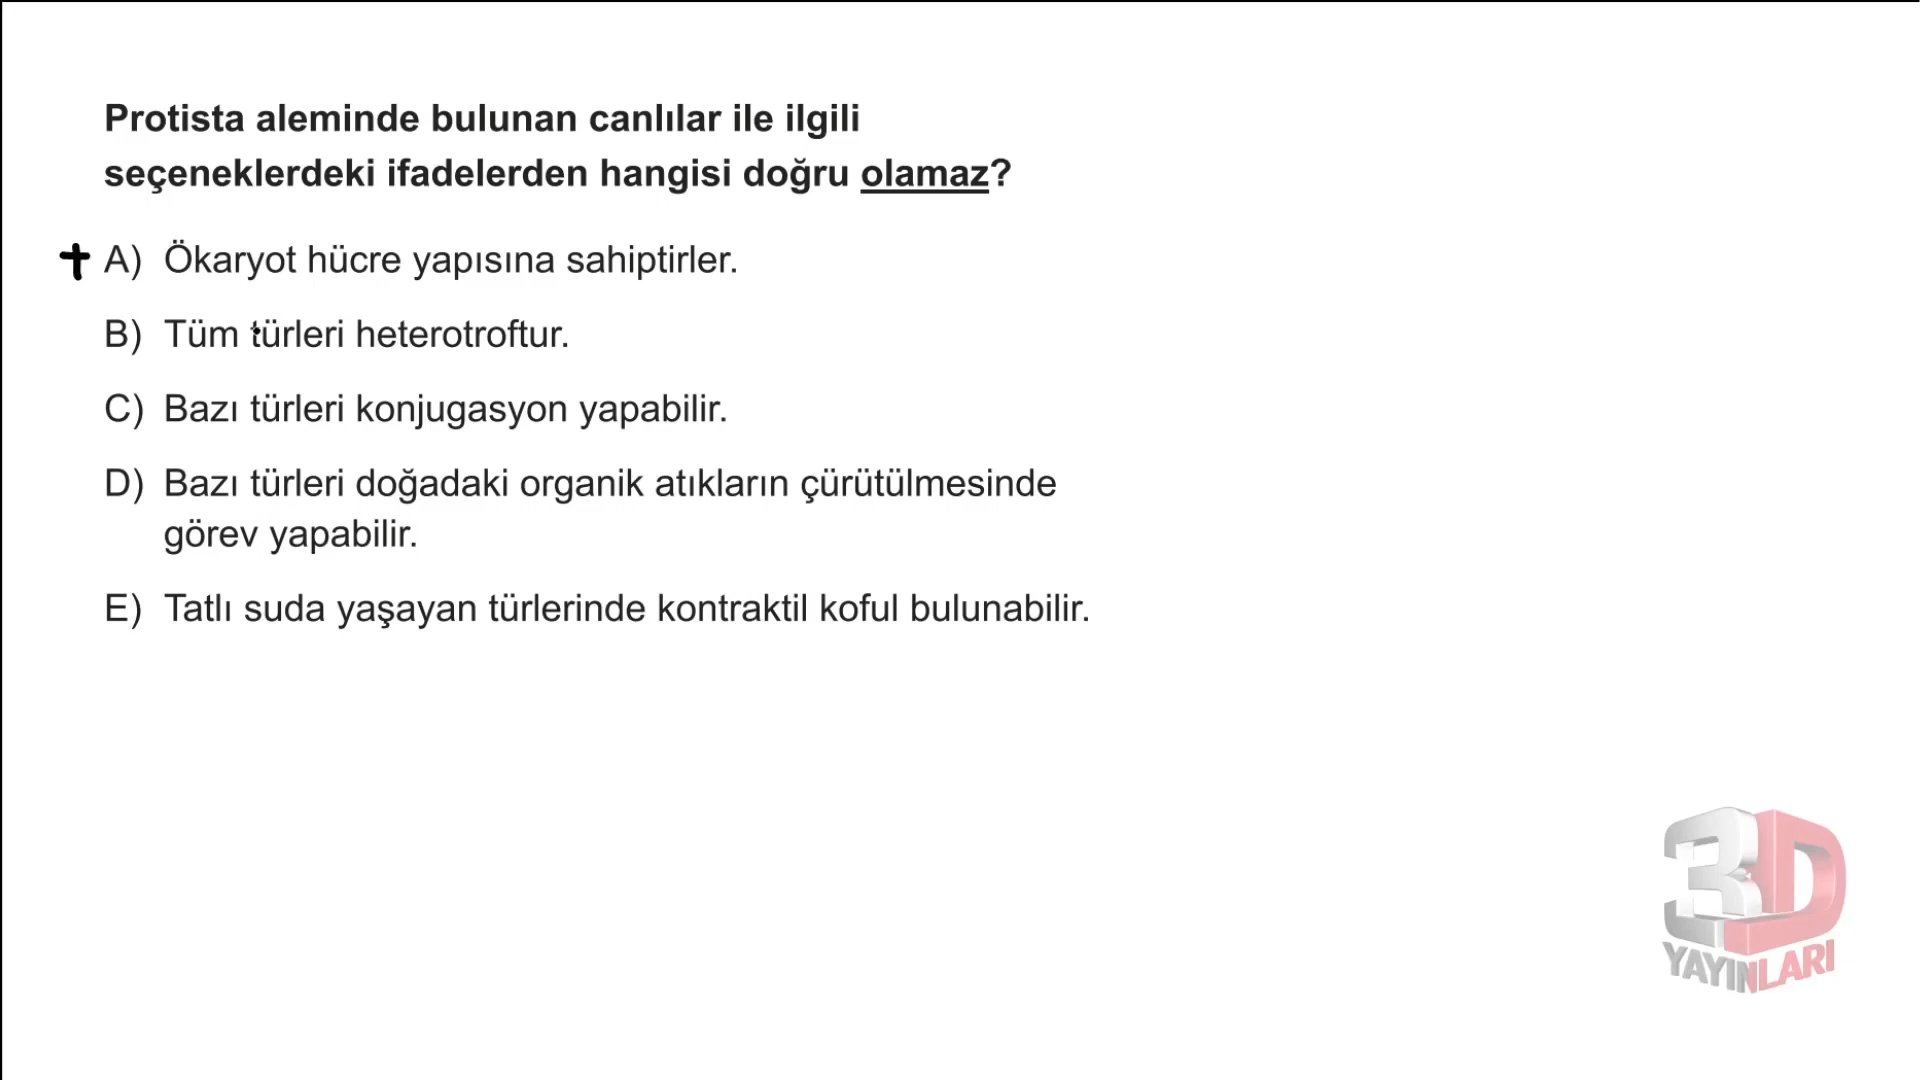 Protista aleminde bulunan canlılar ile ilgili
seçeneklerdeki ifadelerden hangisi doğru olamaz?
+ A) Ökaryot hücre yapısına sahiptirler.
B) Tüm türleri heterotroftur.
C) Bazı türleri konjugasyon yapabilir.
D) Bazı türleri doğadaki organik atıkların çürütülmesinde
görev yapabilir.
E) Tatlı suda yaşayan türlerinde kontraktil koful bulunabilir.
3D
YAYINLARI